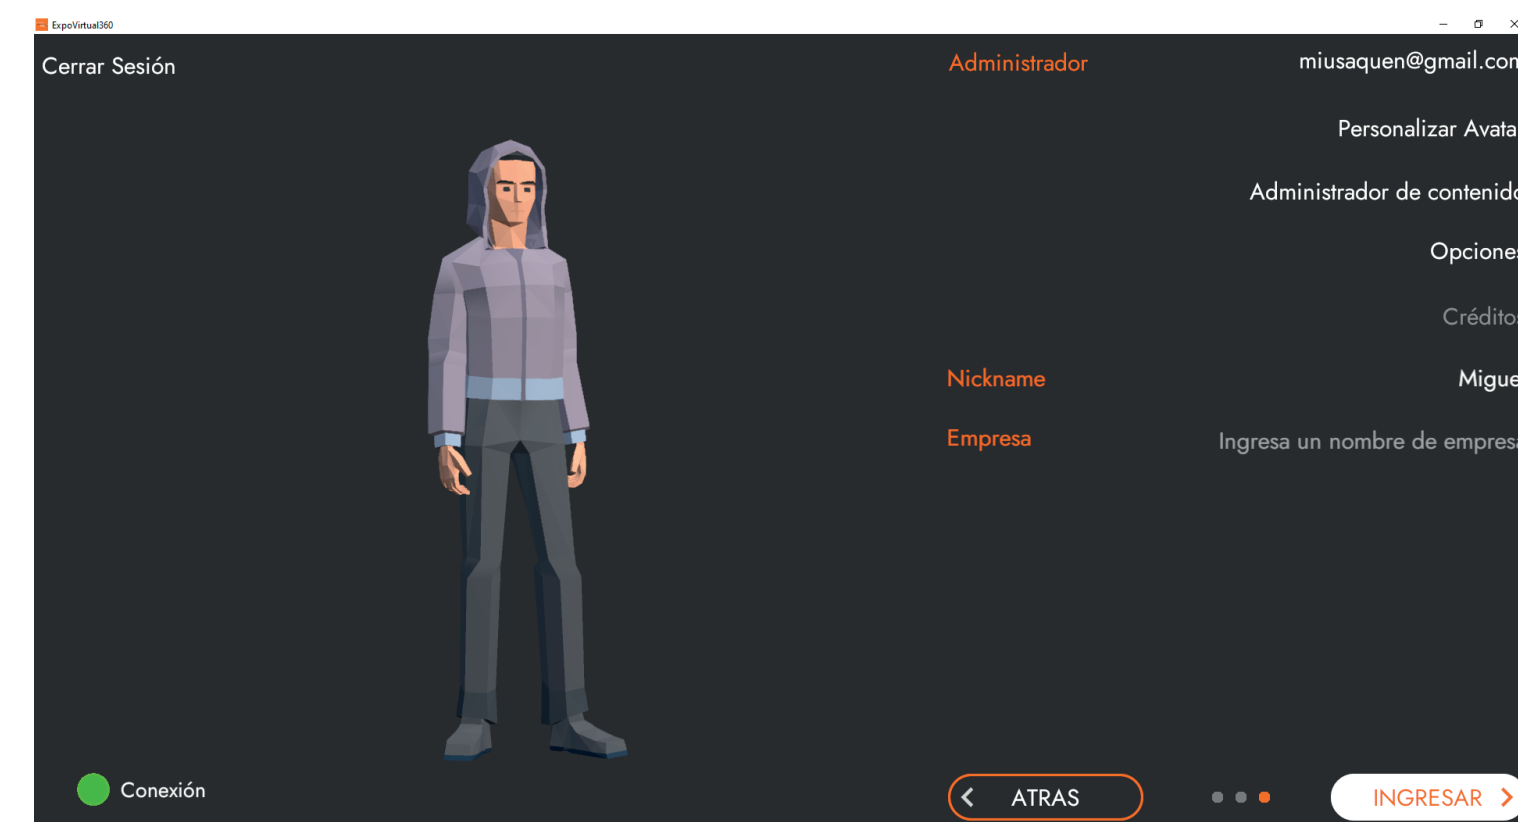 ExpoVirtual360
Cerrar Sesión
Administrador
miusaquen@gmail.com
Personalizar Avata
Administrador de contenido
Opciones
Créditos
Nickname
Migue
Empresa
Ingresa un nombre de empresa
Conexión
ATRAS
INGRESAR